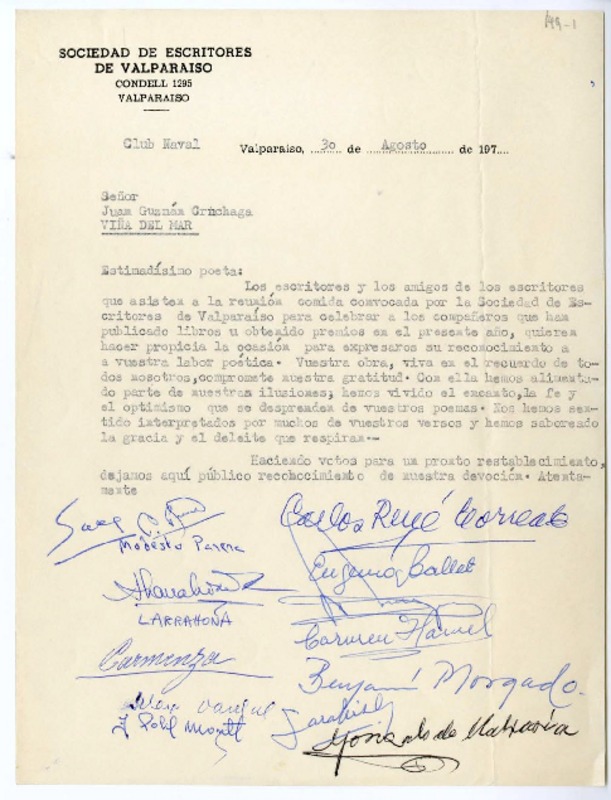 149-1
SOCIEDAD DE ESCRITORES
DE VALPARAISO
CONDELL 1295
VALPARAISO
Club Naval
Valparaiso, 30 de Agosto de 197
Señor
Juan Guzmán Cruchaga
VIÑA DEL MAR
Estimadísimo poeta:
Los escritores y los amigos de los escritores
que asisten a la reunión comida convocada por la Sociedad de Es-
critores de Valparaíso para celebrar a los compañeros que han
publicado libros u obtenido premios en el presente año, quieren
hacer propicia la ocasión para expresaros su reconocimiento a
a vuestra labor poética. Vuestra obra, viva en el recuerdo de to-
dos nosotros,compromete nuestra gratitud. Con ella hemos alimenta-
do parte de nuestras ilusiones; hemos vivido el encanto,la fe y
el optimismo que se desprenden de vuestros poemas. Nos hemos sen-
tido interpretados por muchos de vuestros versos y hemos saboreado
la gracia y el deleite que respiran.-
Haciendo votos para un pronto restablecimiento,
dejamos aquí público reconocimiento de nuestra devoción. Atenta-
mente
Carlos René Correa
Modesto Parera
LARRAHONA
Carmen
Carmenza
Benjamí Morgado.
Gonzalo de